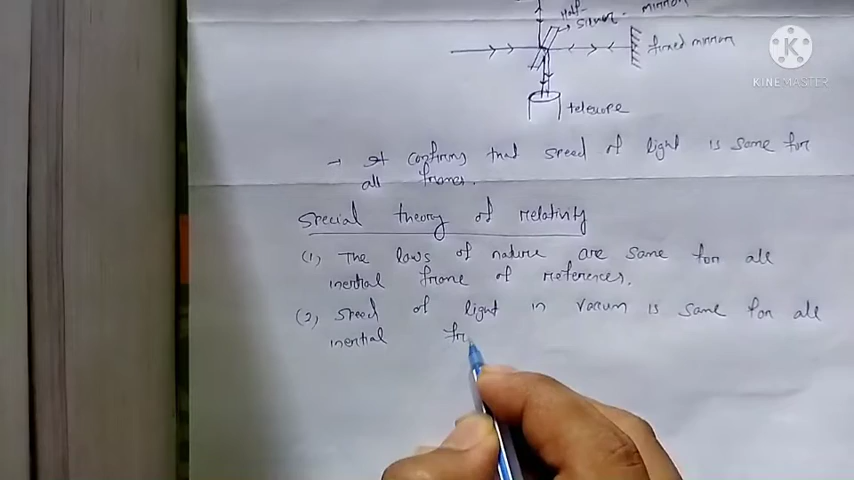 Half-
silver
mirror
KINEMASTER
fixed mirror
telescope
→ It confirms that speed of light is same for
all frames.
Special theory of relativity
(1) The laws of nature are same for all
inertial frame of references.
(2) Speed of light in vacuum is same for all
inertial fr